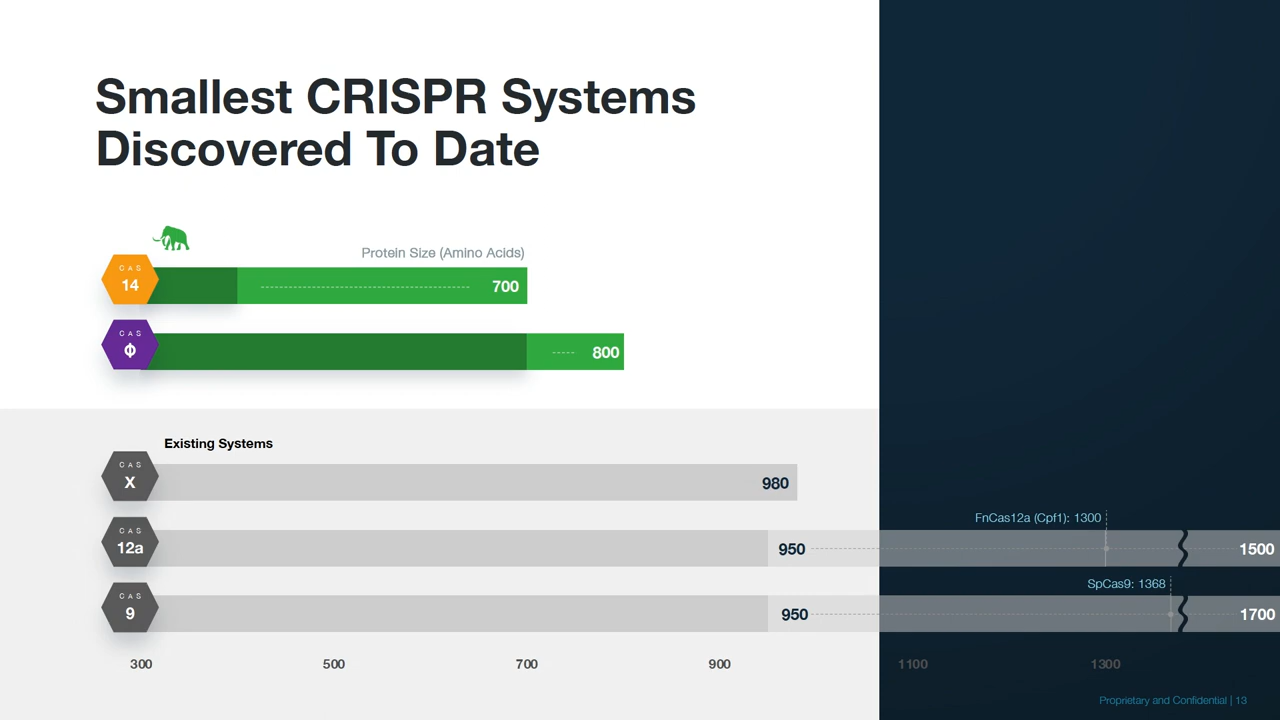 Smallest CRISPR Systems
Discovered To Date
Protein Size (Amino Acids)
CAS
14
700
CAS
Φ
800
Existing Systems
CAS
X
980
FnCas12a (Cpf1): 1300
CAS
12a
950
1500
SpCas9: 1368
CAS
9
950
1700
300 500 700 900 1100 1300
Proprietary and Confidential | 13